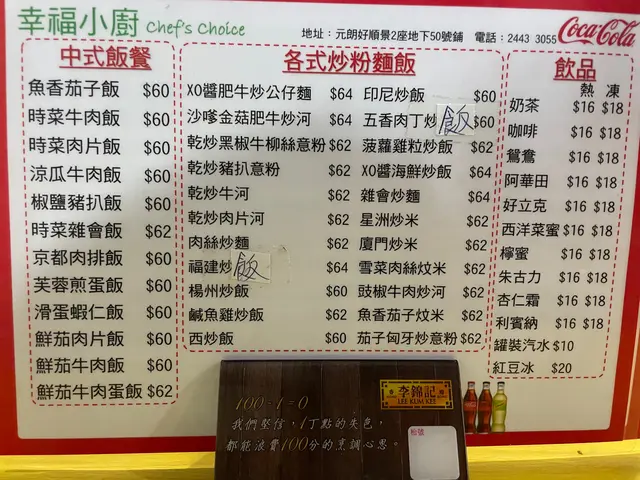 幸福小廚 Chef's Choice
地址：元朗好順景2座地下50號鋪 電話：2443 3055
Coca-Cola
中式飯餐
魚香茄子飯 $60
時菜牛肉飯 $60
時菜肉片飯 $60
涼瓜牛肉飯 $60
椒鹽豬扒飯 $60
時菜雜會飯 $62
京都肉排飯 $60
芙蓉煎蛋飯 $60
滑蛋蝦仁飯 $60
鮮茄肉片飯 $60
鮮茄牛肉飯 $60
鮮茄牛肉蛋飯 $62
各式炒粉麵飯
XO醬肥牛炒公仔麵 $64
沙嗲金菇肥牛炒河 $64
乾炒黑椒牛柳絲意粉 $62
乾炒豬扒意粉 $62
乾炒牛河 $62
乾炒肉片河 $62
肉絲炒麵 $62
福建炒飯 $64
楊州炒飯 $60
鹹魚雞炒飯 $62
西炒飯 $60
印尼炒飯 $60
五香肉丁炒飯 $60
菠蘿雞粒炒飯 $62
XO醬海鮮炒飯 $64
雜會炒麵 $64
星洲炒米 $62
廈門炒米 $62
雪菜肉絲炆米 $62
豉椒牛肉炒河 $62
魚香茄子炆米 $62
茄子匈牙炒意粉 $62
飲品
熱 凍
奶茶 $16 $18
咖啡 $16 $18
鴛鴦 $16 $18
阿華田 $16 $18
好立克 $16 $18
西洋菜蜜 $16 $18
檸蜜 $16 $18
朱古力 $16 $18
杏仁霜 $16 $18
利賓納 $16 $18
罐裝汽水 $10
紅豆冰 $20
100-1=0
我們堅信，1丁點的失色，
都能浪費100分的烹調心思。
李錦記
LEE KUM KEE
枱號